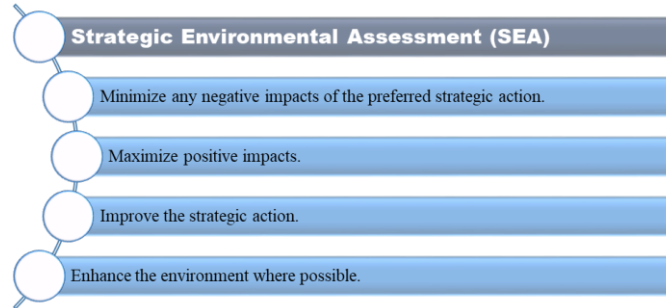 Strategic Environmental Assessment (SEA)
Minimize any negative impacts of the preferred strategic action.
Maximize positive impacts.
Improve the strategic action.
Enhance the environment where possible.